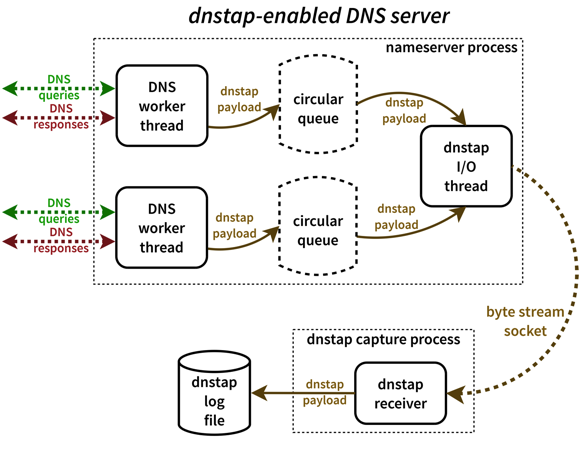 dnstap-enabled DNS server
nameserver process
DNS
queries
DNS
responses
DNS
worker
thread
dnstap
payload
circular
queue
dnstap
payload
dnstap
I/O
thread
DNS
queries
DNS
responses
DNS
worker
thread
dnstap
payload
circular
queue
dnstap
payload
byte stream
socket
dnstap capture process
dnstap
log
file
dnstap
payload
dnstap
receiver